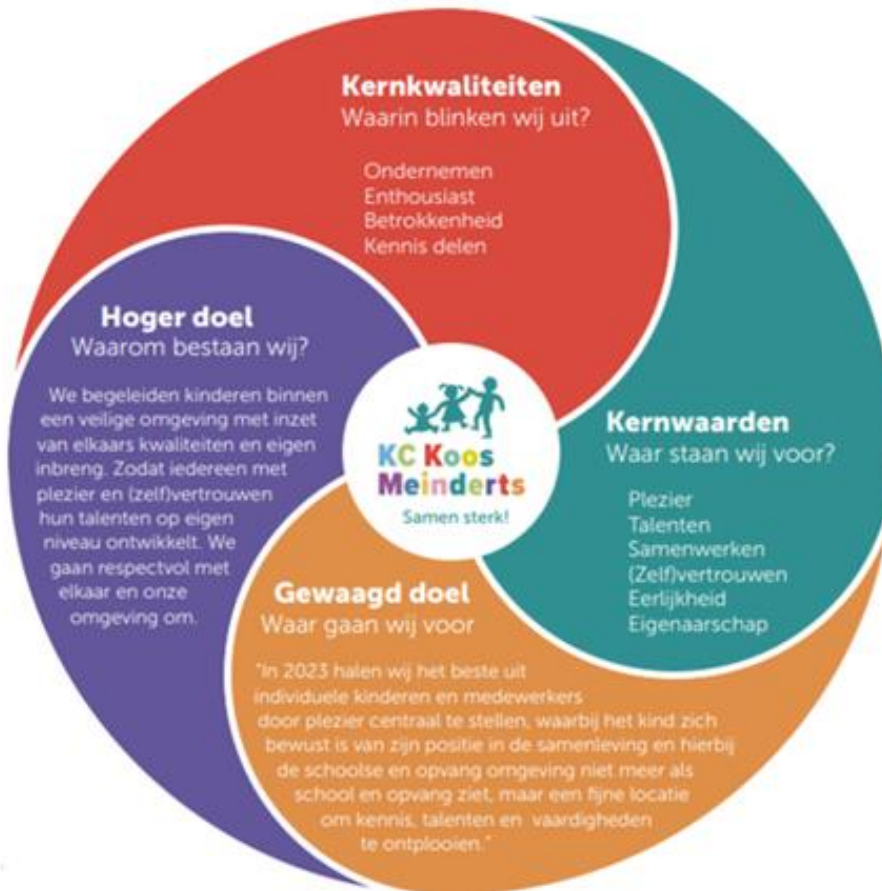 Kernkwaliteiten
Waarin blinken wij uit?
Ondernemen
Enthousiast
Betrokkenheid
Kennis delen
Hoger doel
Waarom bestaan wij?
We begeleiden kinderen binnen
een veilige omgeving met inzet
van elkaars kwaliteiten en eigen
inbreng. Zodat iedereen met
plezier en (zelf)vertrouwen
hun talenten op eigen
niveau ontwikkelt. We
gaan respectvol met
elkaar en onze
omgeving om.
KC Koos
Meinderts
Samen sterk!
Kernwaarden
Waar staan wij voor?
Plezier
Talenten
Samenwerken
(Zelf)vertrouwen
Eerlijkheid
Eigenaarschap
Gewaagd doel
Waar gaan wij voor
"In 2023 halen wij het beste uit
individuele kinderen en medewerkers
door plezier centraal te stellen, waarbij het kind zich
bewust is van zijn positie in de samenleving en hierbij
de schoolse en opvang omgeving niet meer als
school en opvang ziet, maar een fijne locatie
om kennis, talenten en vaardigheden
te ontplooien."